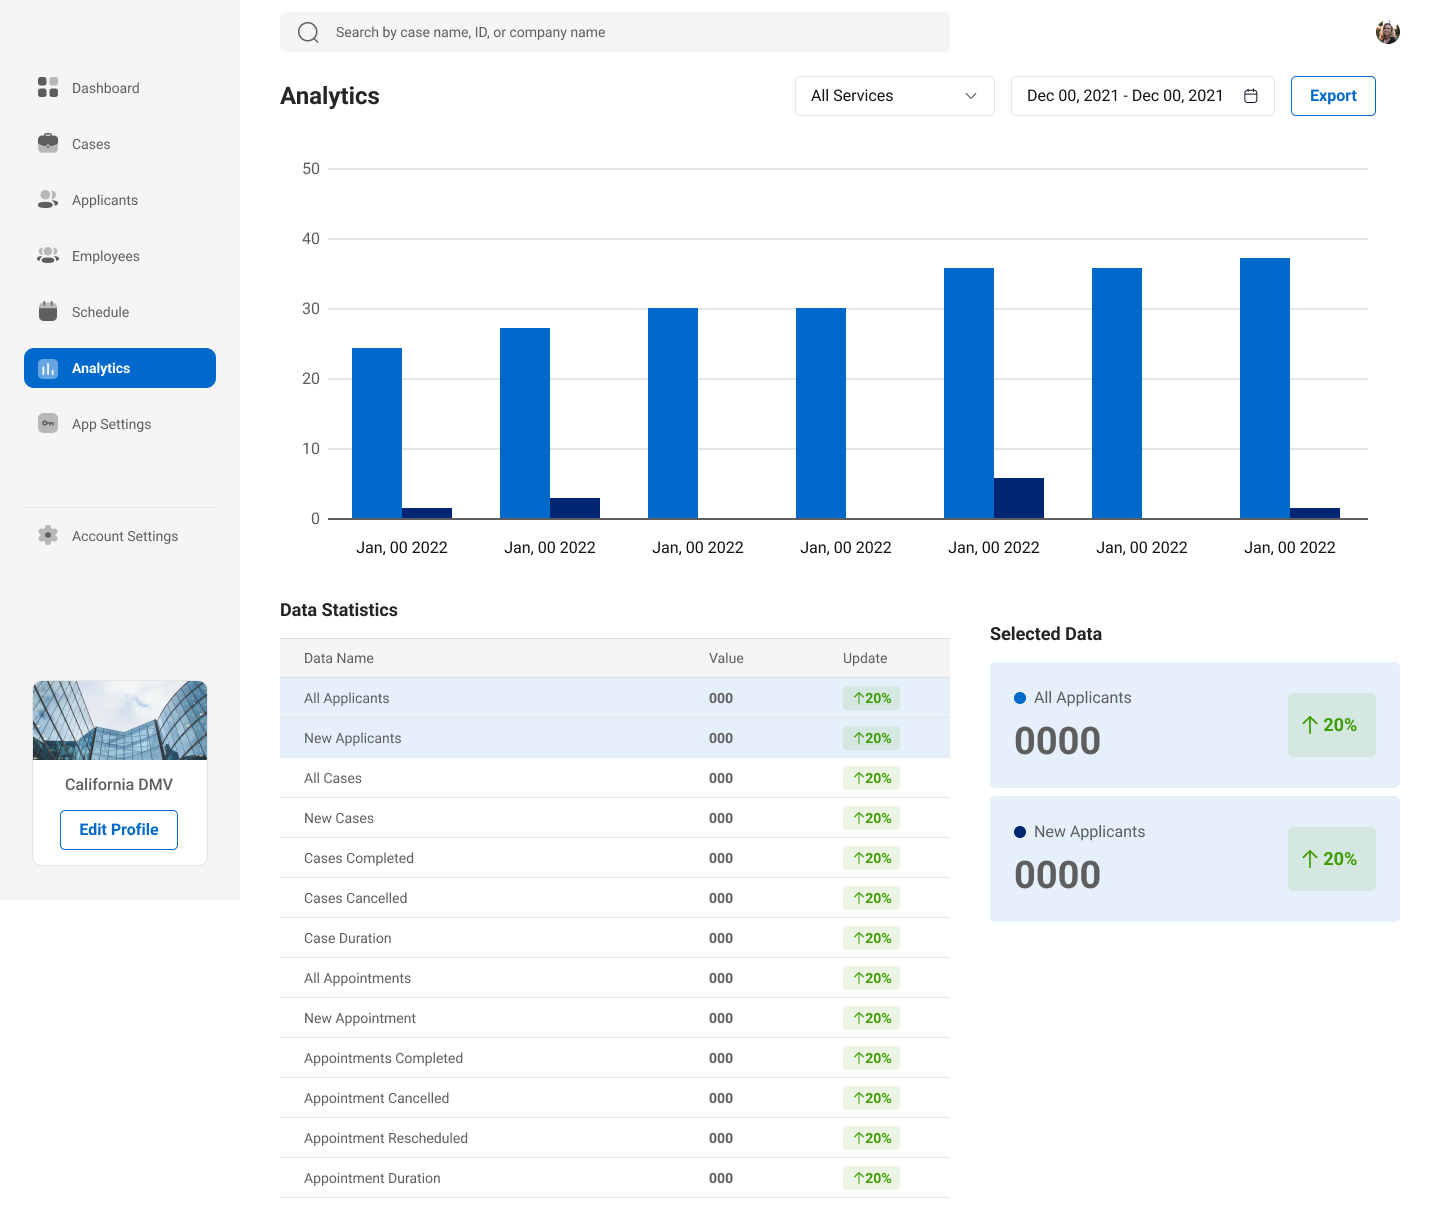 Search by case name, ID, or company name
Dashboard
Cases
Applicants
Employees
Schedule
Analytics
App Settings
Account Settings
California DMV
Edit Profile
Analytics
All Services
Dec 00, 2021 - Dec 00, 2021
Export
50
40
30
20
10
0
Jan, 00 2022 Jan, 00 2022 Jan, 00 2022 Jan, 00 2022 Jan, 00 2022 Jan, 00 2022 Jan, 00 2022
Data Statistics
Data Name Value Update
All Applicants 000 ↑20%
New Applicants 000 ↑20%
All Cases 000 ↑20%
New Cases 000 ↑20%
Cases Completed 000 ↑20%
Cases Cancelled 000 ↑20%
Case Duration 000 ↑20%
All Appointments 000 ↑20%
New Appointment 000 ↑20%
Appointments Completed 000 ↑20%
Appointment Cancelled 000 ↑20%
Appointment Rescheduled 000 ↑20%
Appointment Duration 000 ↑20%
Selected Data
All Applicants
0000
↑ 20%
New Applicants
0000
↑ 20%